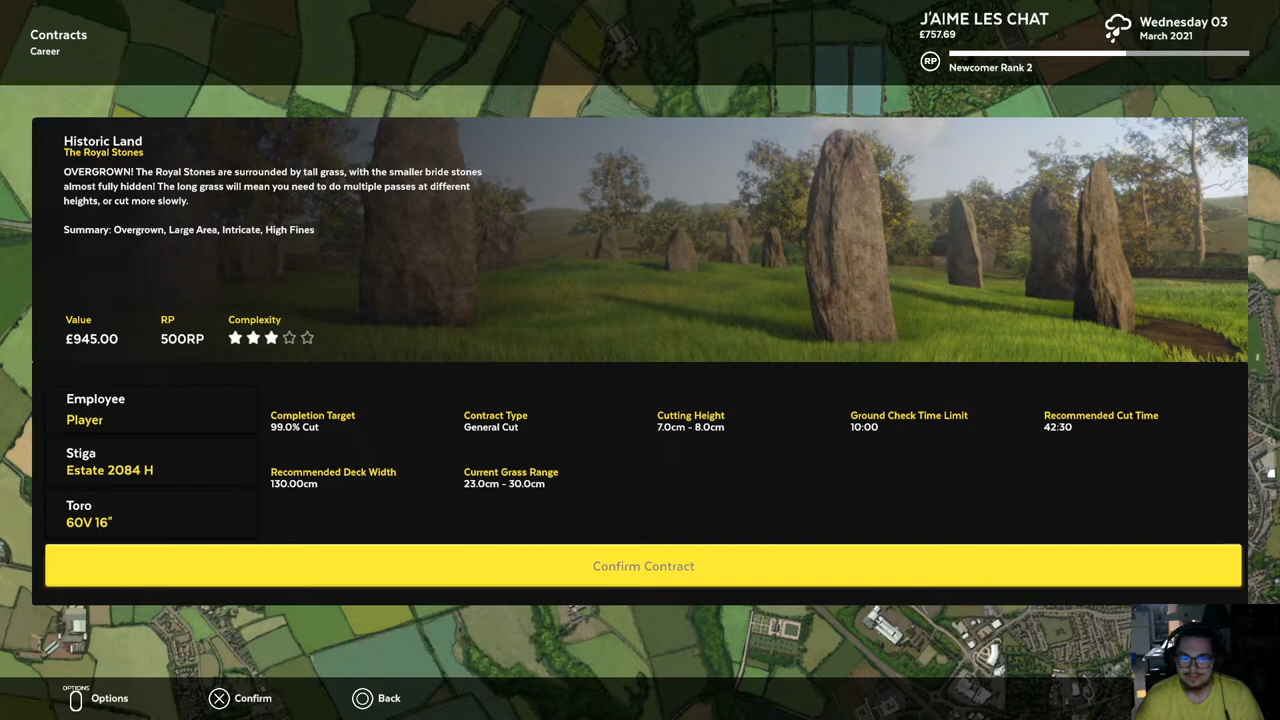 Contracts
Career
J'AIME LES CHAT
£757.69
Wednesday 03
March 2021
RP
Newcomer Rank 2
Historic Land
The Royal Stones
OVERGROWN! The Royal Stones are surrounded by tall grass, with the smaller bride stones
almost fully hidden! The long grass will mean you need to do multiple passes at different
heights, or cut more slowly.
Summary: Overgrown, Large Area, Intricate, High Fines
Value RP Complexity
£945.00 500RP
Employee
Player
Stiga
Estate 2084 H
Toro
60V 16"
Completion Target Contract Type Cutting Height Ground Check Time Limit Recommended Cut Time
99.0% Cut General Cut 7.0cm - 8.0cm 10:00 42:30
Recommended Deck Width Current Grass Range
130.00cm 23.0cm - 30.0cm
Confirm Contract
OPTIONS
Options Confirm Back